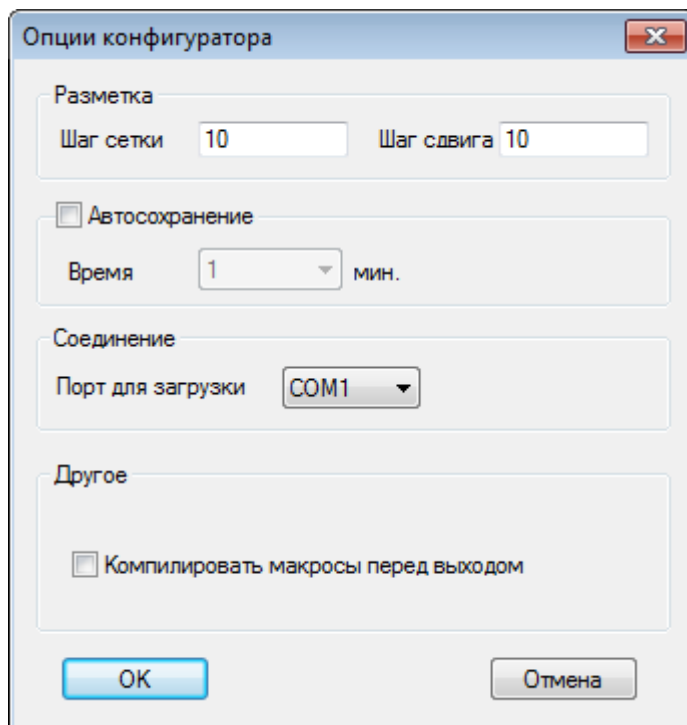 Опции конфигуратора
Разметка
Шаг сетки 10 Шаг сдвига 10
Автосохранение
Время 1 мин.
Соединение
Порт для загрузки COM1
Другое
Компилировать макросы перед выходом
OK Отмена